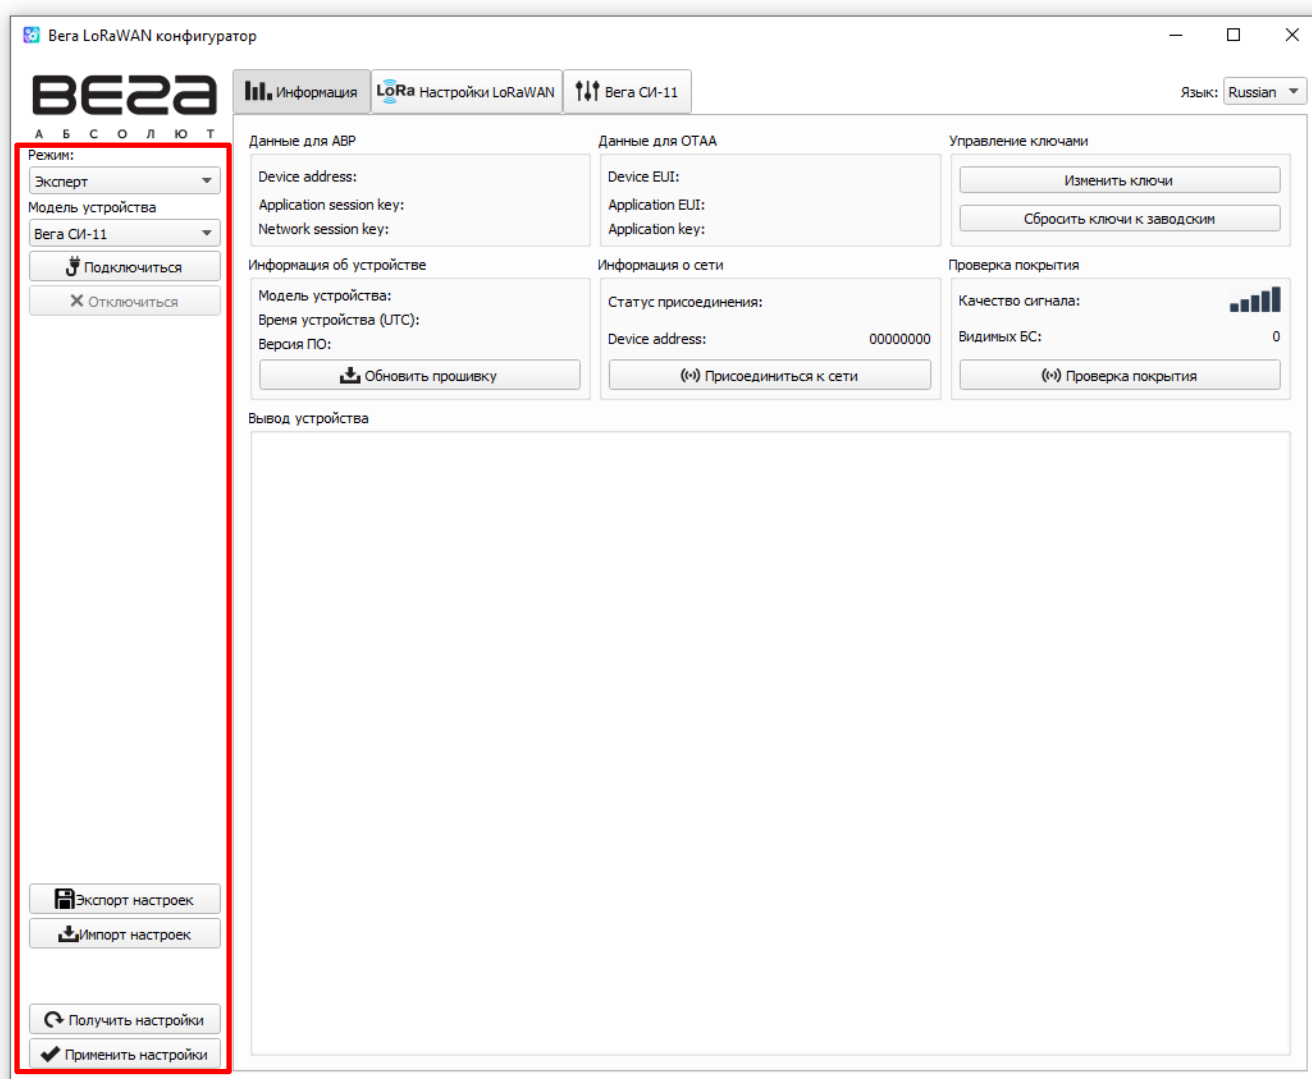 Вега LoRaWAN конфигуратор
ВЕГА
АБСОЛЮТ
Информация
LoRa Настройки LoRaWAN
Вега СИ-11
Язык: Russian
Режим:
Эксперт
Модель устройства
Вега СИ-11
Подключиться
Отключиться
Экспорт настроек
Импорт настроек
Получить настройки
Применить настройки
Данные для ABP
Device address:
Application session key:
Network session key:
Данные для OTAA
Device EUI:
Application EUI:
Application key:
Управление ключами
Изменить ключи
Сбросить ключи к заводским
Информация об устройстве
Модель устройства:
Время устройства (UTC):
Версия ПО:
Обновить прошивку
Информация о сети
Статус присоединения:
Device address: 00000000
Присоединиться к сети
Проверка покрытия
Качество сигнала:
Видимых БС: 0
Проверка покрытия
Вывод устройства